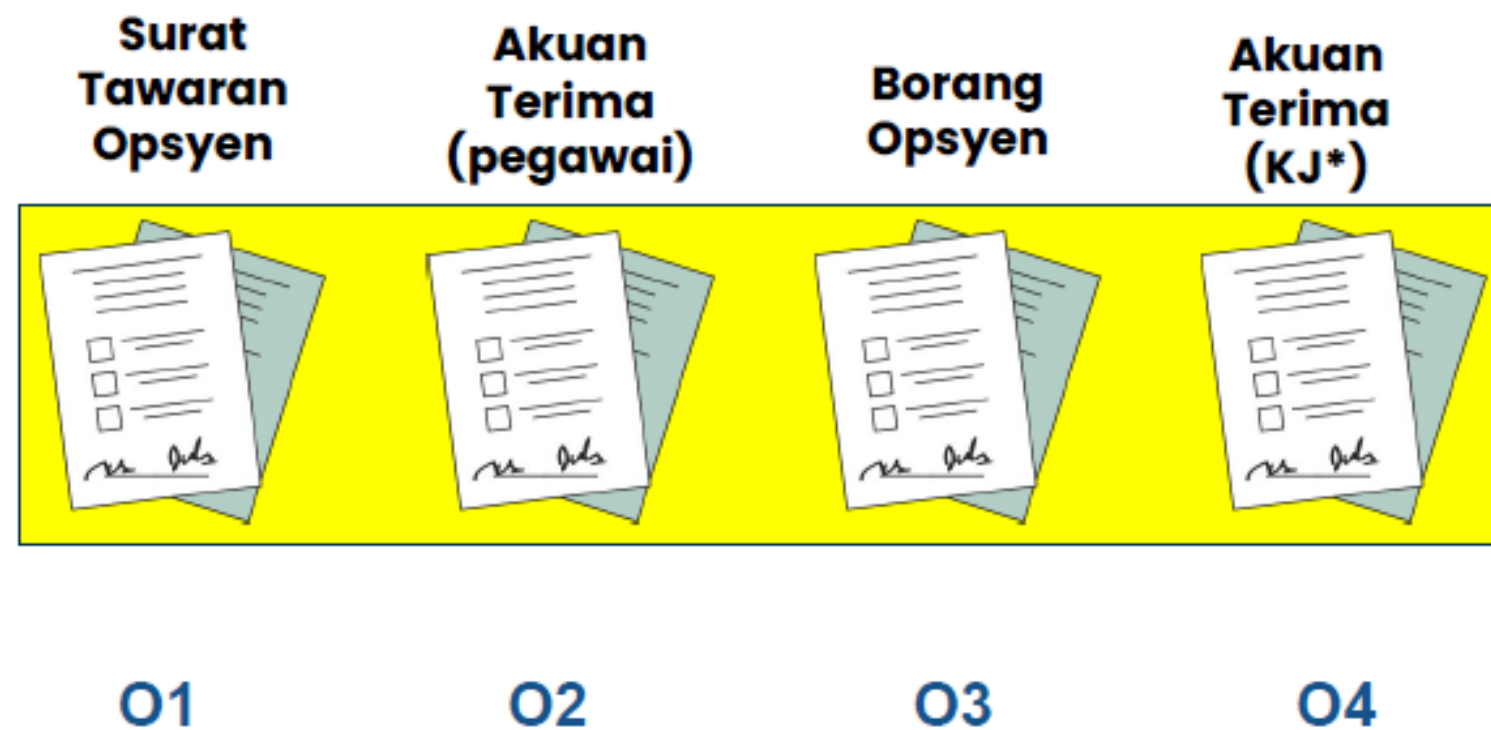 Surat
Tawaran
Opsyen
Akuan
Terima
(pegawai)
Borang
Opsyen
Akuan
Terima
(KJ*)
O1
O2
O3
O4